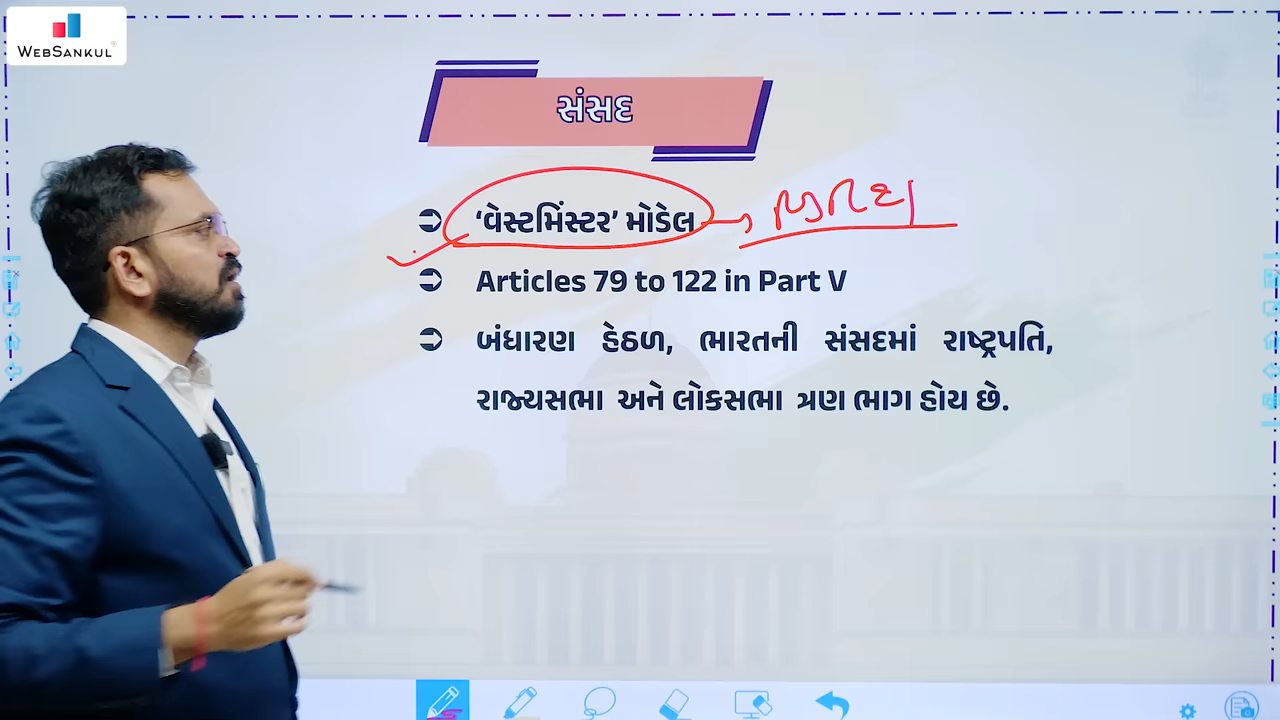 WEBSANKUL
સંસદ
‘વેસ્ટમિંસ્ટર’ મોડેલ
Articles 79 to 122 in Part V
બંધારણ હેઠળ, ભારતની સંસદમાં રાષ્ટ્રપતિ,
રાજ્યસભા અને લોકસભા ત્રણ ભાગ હોય છે.